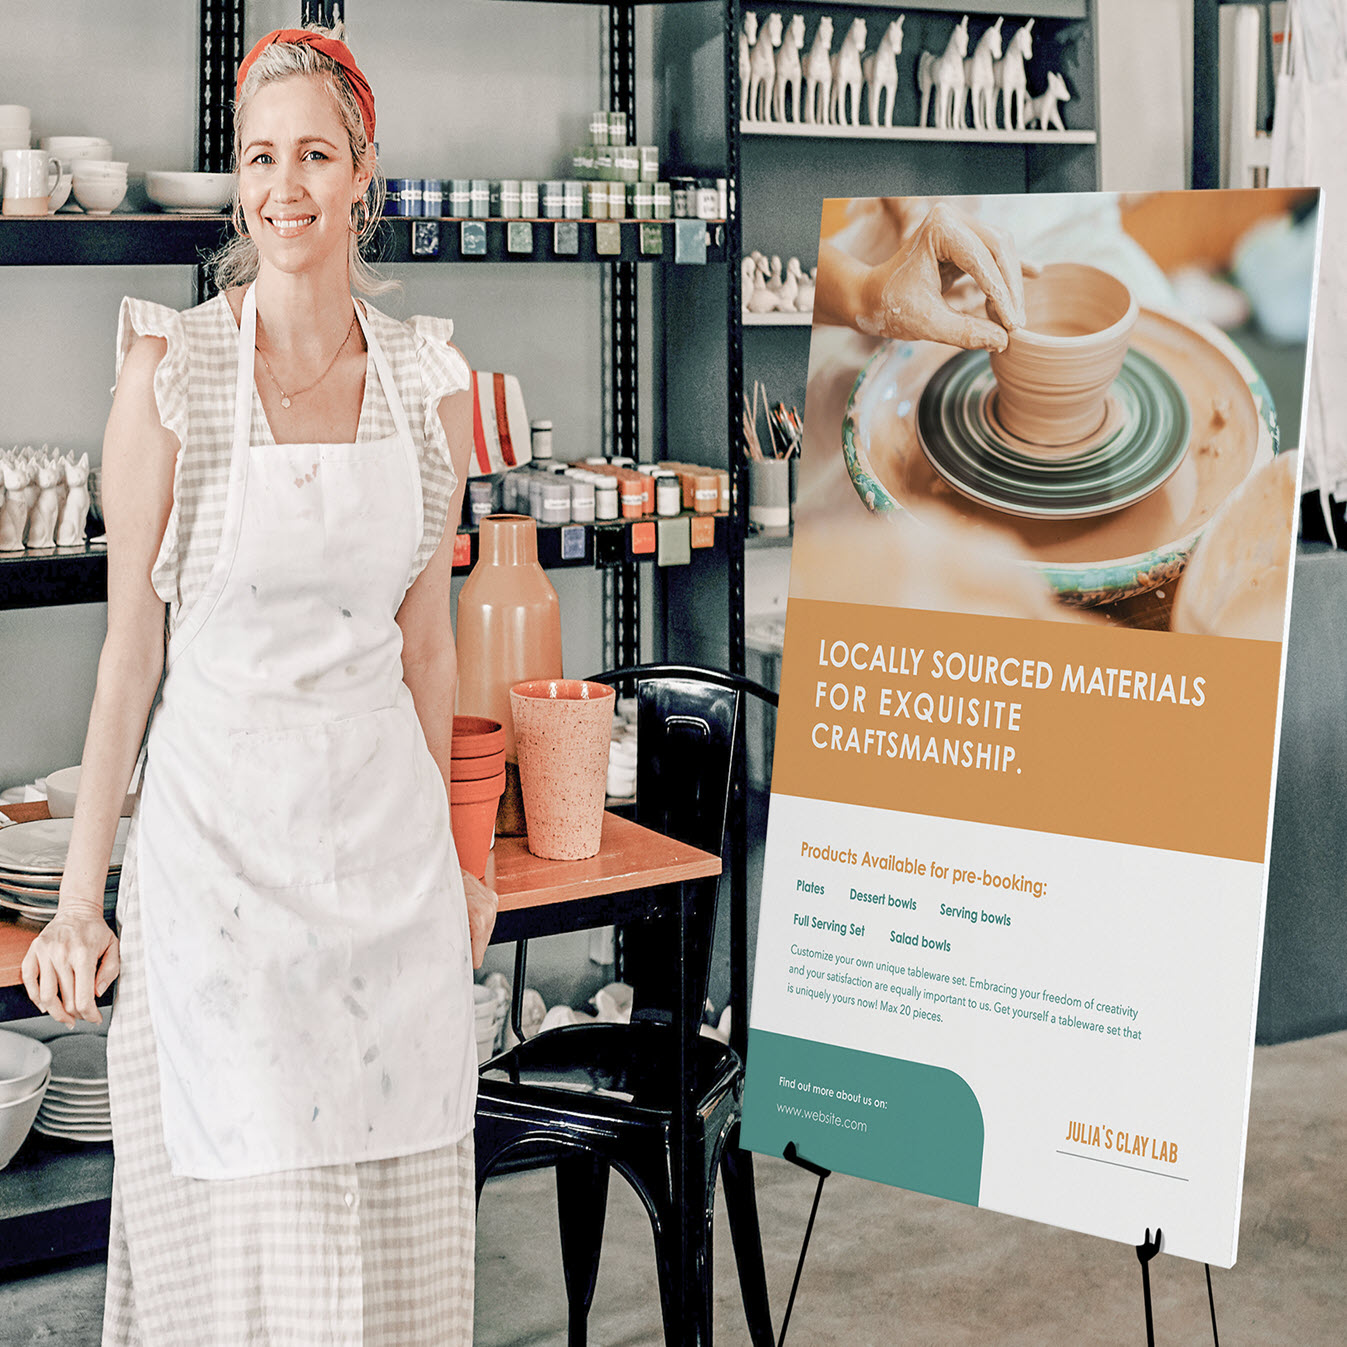 LOCALLY SOURCED MATERIALS
FOR EXQUISITE
CRAFTSMANSHIP.
Products Available for pre-booking:
Plates Dessert bowls Serving bowls
Full Serving Set Salad bowls
Customize your own unique tableware set. Embracing your freedom of creativity
and your satisfaction are equally important to us. Get yourself a tableware set that
is uniquely yours now! Max 20 pieces.
Find out more about us on:
www.website.com
JULIA'S CLAY LAB